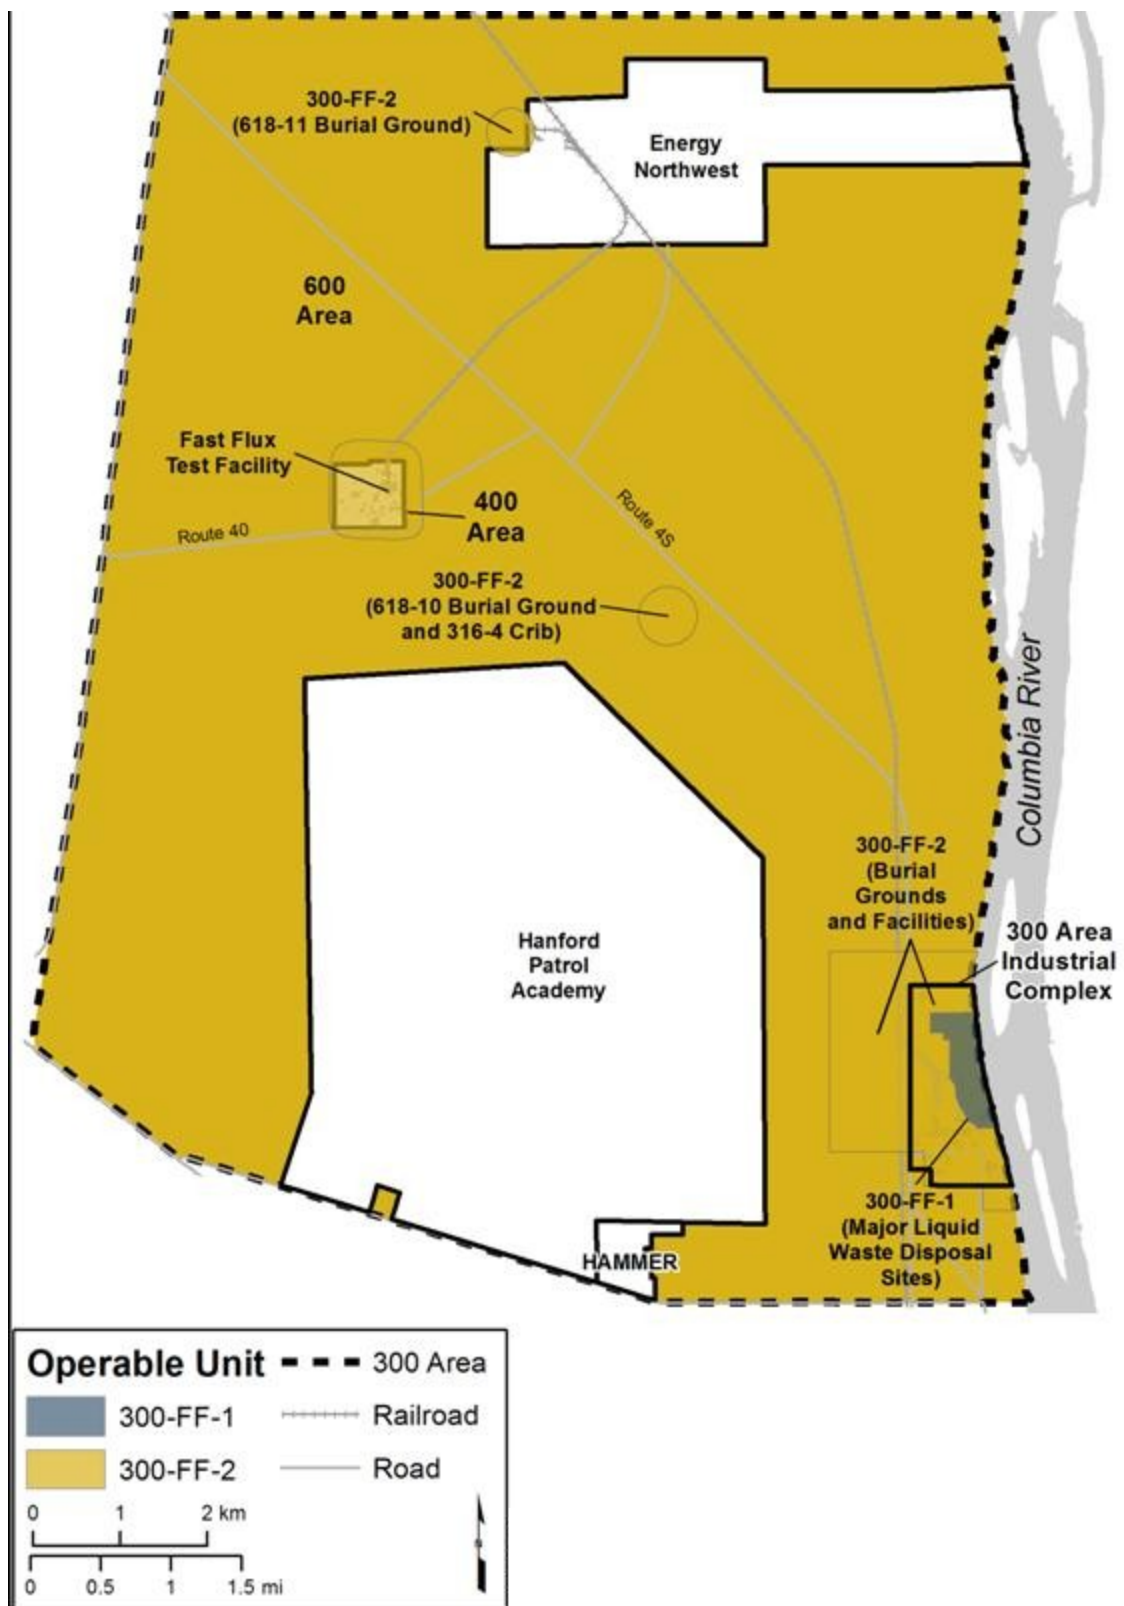 300-FF-2
(618-11 Burial Ground)
Energy
Northwest
600
Area
Fast Flux
Test Facility
400
Area
Route 40
Route 4S
300-FF-2
(618-10 Burial Ground
and 316-4 Crib)
Columbia River
300-FF-2
(Burial
Grounds
and Facilities)
300 Area
Industrial
Complex
Hanford
Patrol
Academy
300-FF-1
(Major Liquid
Waste Disposal
Sites)
HAMMER
Operable Unit
300-FF-1
300-FF-2
300 Area
Railroad
Road
0 1 2 km
0 0.5 1 1.5 mi